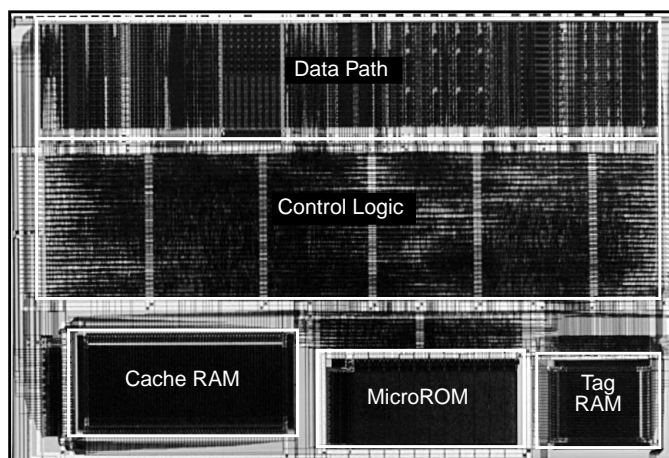 Data Path
Control Logic
Cache RAM
MicroROM
Tag
RAM